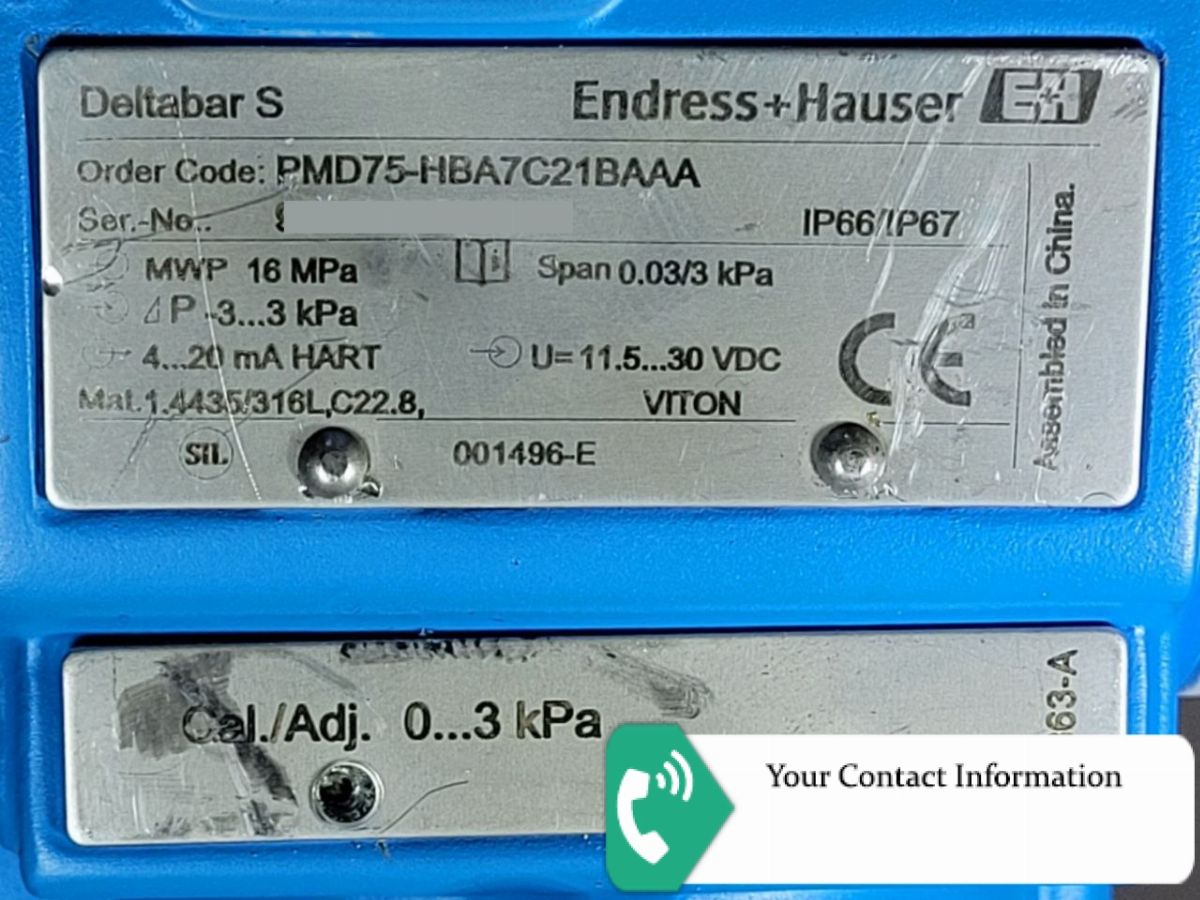 Deltabar S
Endress+Hauser E+H
Order Code: PMD75-HBA7C21BAAA
Ser.-No.:
IP66/IP67
MWP 16 MPa
i Span 0.03/3 kPa
P -3...3 kPa
4...20 mA HART
U= 11.5...30 VDC
Mat.1.4435/316L,C22.8,
VITON
CE
SIL
001496-E
Assembled in China.
Cal./Adj. 0...3 kPa
63-A
Your Contact Information